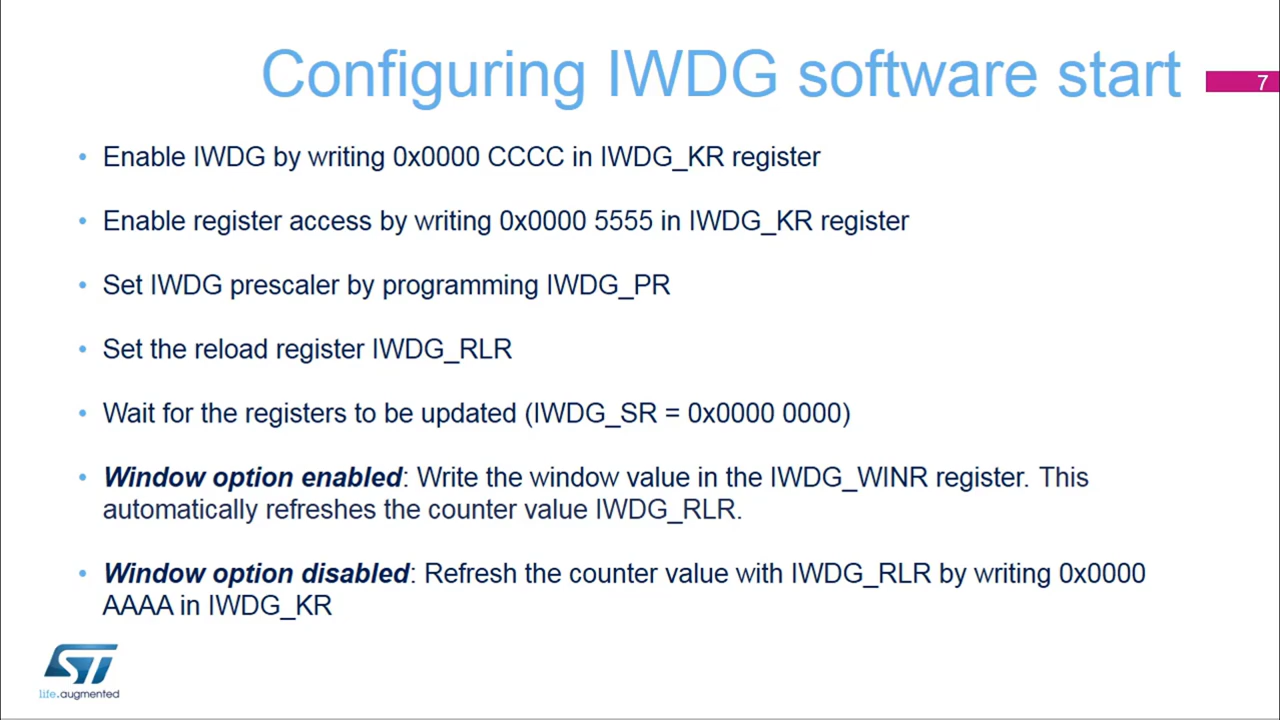 Configuring IWDG software start
7
• Enable IWDG by writing 0x0000 CCCC in IWDG_KR register
• Enable register access by writing 0x0000 5555 in IWDG_KR register
• Set IWDG prescaler by programming IWDG_PR
• Set the reload register IWDG_RLR
• Wait for the registers to be updated (IWDG_SR = 0x0000 0000)
• Window option enabled: Write the window value in the IWDG_WINR register. This
automatically refreshes the counter value IWDG_RLR.
• Window option disabled: Refresh the counter value with IWDG_RLR by writing 0x0000
AAAA in IWDG_KR
ST
life.augmented